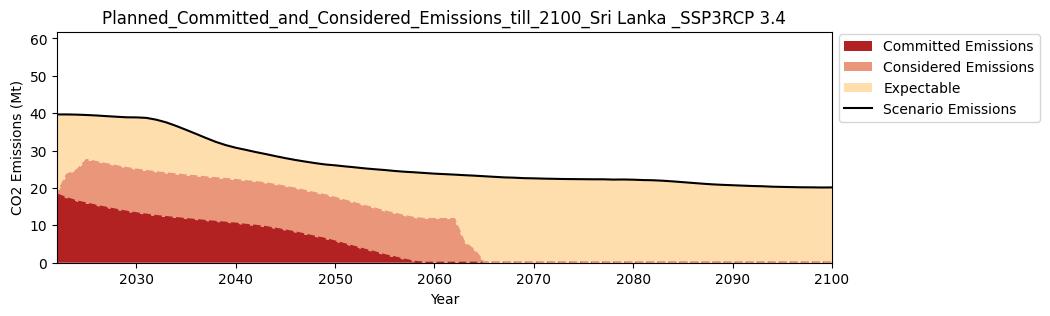 Planned_Committed_and_Considered_Emissions_till_2100_Sri Lanka _SSP3RCP 3.4
CO2 Emissions (Mt)
60
50
40
30
20
10
0
2030 2040 2050 2060 2070 2080 2090 2100
Year
Committed Emissions
Considered Emissions
Expectable
Scenario Emissions